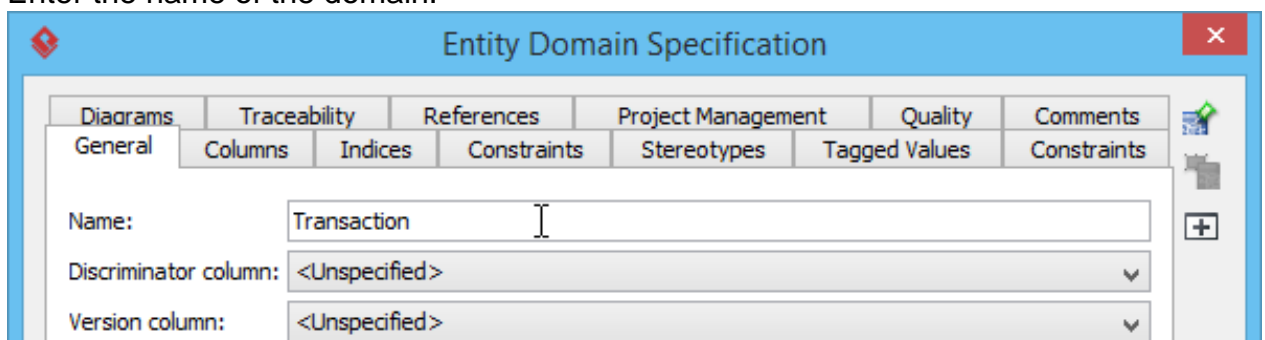 Enter the name of the domain.
Entity Domain Specification
Diagrams Traceability References Project Management Quality Comments
General Columns Indices Constraints Stereotypes Tagged Values Constraints
Name: Transaction
Discriminator column: <Unspecified>
Version column: <Unspecified>